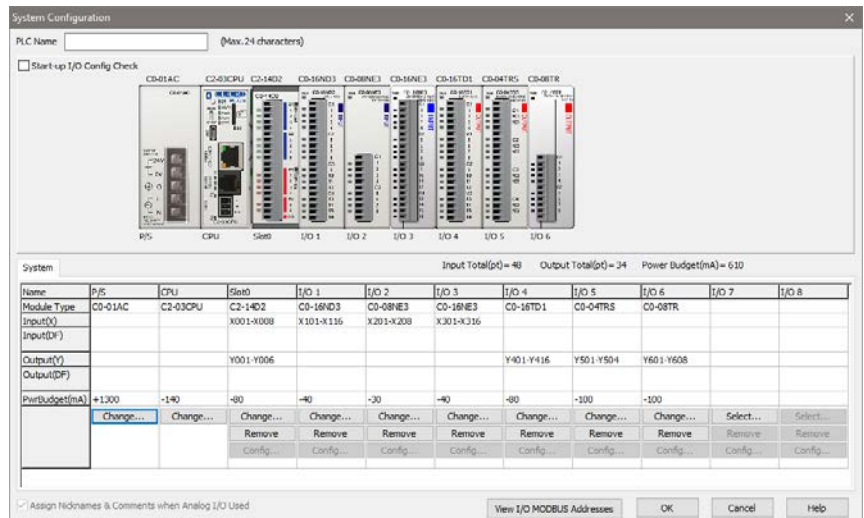 System Configuration
PLC Name (Max. 24 characters)
Start-up I/O Config Check
C0-01AC C2-03CPU C2-14D2 C0-16ND3 C0-08NE3 C0-16NE3 C0-16TD1 C0-04TRS C0-08TR
P/S CPU Slot0 I/O 1 I/O 2 I/O 3 I/O 4 I/O 5 I/O 6
System Input Total(pt)= 48 Output Total(pt)= 34 Power Budget(mA)= 610
Name P/S CPU Slot0 I/O 1 I/O 2 I/O 3 I/O 4 I/O 5 I/O 6 I/O 7 I/O 8
Module Type C0-01AC C2-03CPU C2-14D2 C0-16ND3 C0-08NE3 C0-16NE3 C0-16TD1 C0-04TRS C0-08TR
Input(X) X001-X008 X101-X116 X201-X208 X301-X316
Input(DF)
Output(Y) Y001-Y006 Y401-Y416 Y501-Y504 Y601-Y608
Output(DF)
PwrBudget(mA) +1300 -140 -80 -40 -30 -40 -80 -100 -100
Change... Change... Change... Change... Change... Change... Change... Change... Change... Select... Select...
Remove Remove Remove Remove Remove Remove Remove Remove Remove
Config... Config... Config... Config... Config... Config... Config... Config... Config...
Assign Nicknames & Comments when Analog I/O Used View I/O MODBUS Addresses OK Cancel Help